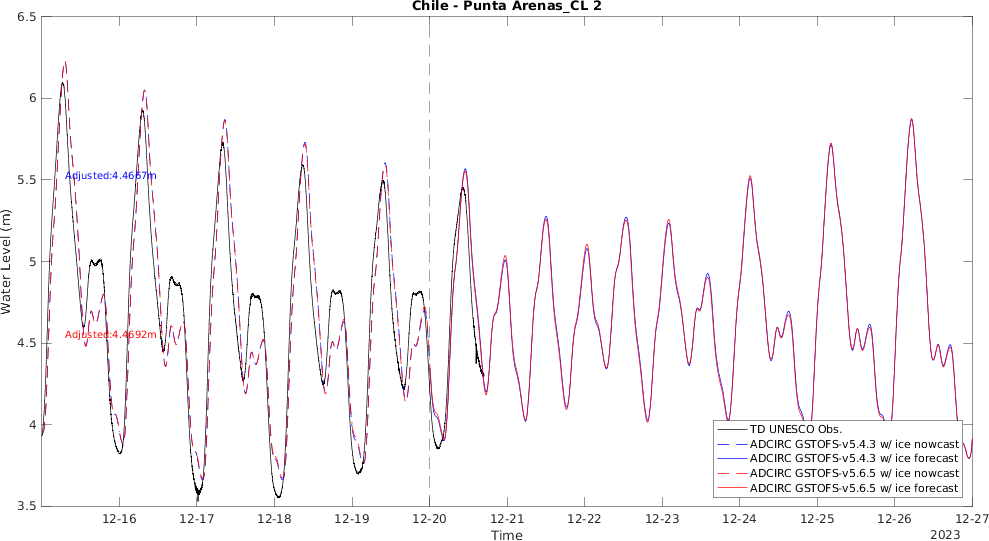 Chile - Punta Arenas_CL 2
6.5
6
5.5
5
4.5
4
3.5
Water Level (m)
Adjusted:4.4667m
Adjusted:4.4692m
TD UNESCO Obs.
ADCIRC GSTOFS-v5.4.3 w/ ice nowcast
ADCIRC GSTOFS-v5.4.3 w/ ice forecast
ADCIRC GSTOFS-v5.6.5 w/ ice nowcast
ADCIRC GSTOFS-v5.6.5 w/ ice forecast
12-16 12-17 12-18 12-19 12-20 12-21 12-22 12-23 12-24 12-25 12-26 12-27
Time
2023